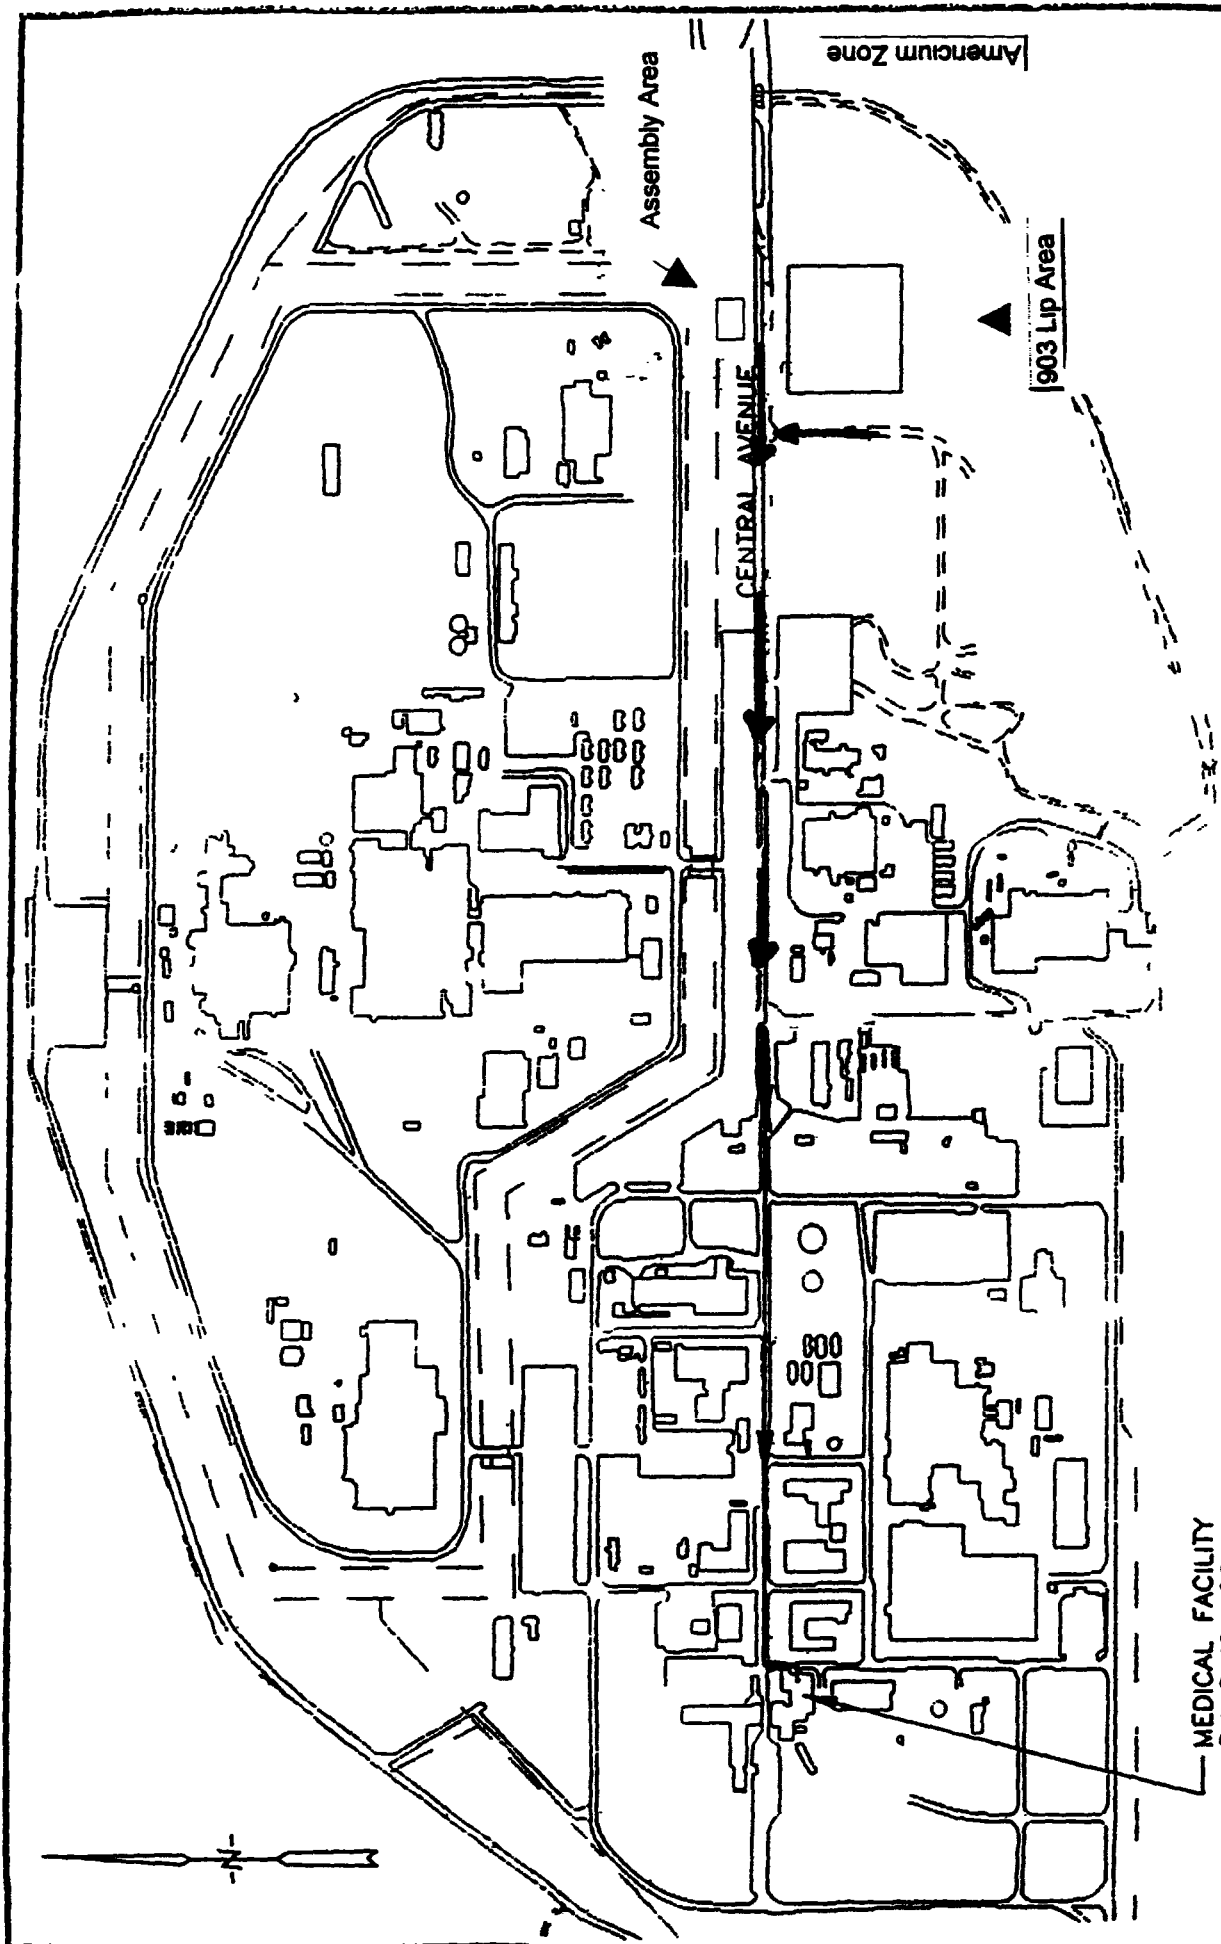 Americium Zone
Assembly Area
903 Lip Area
CENTRAL AVENUE
MEDICAL FACILITY
N